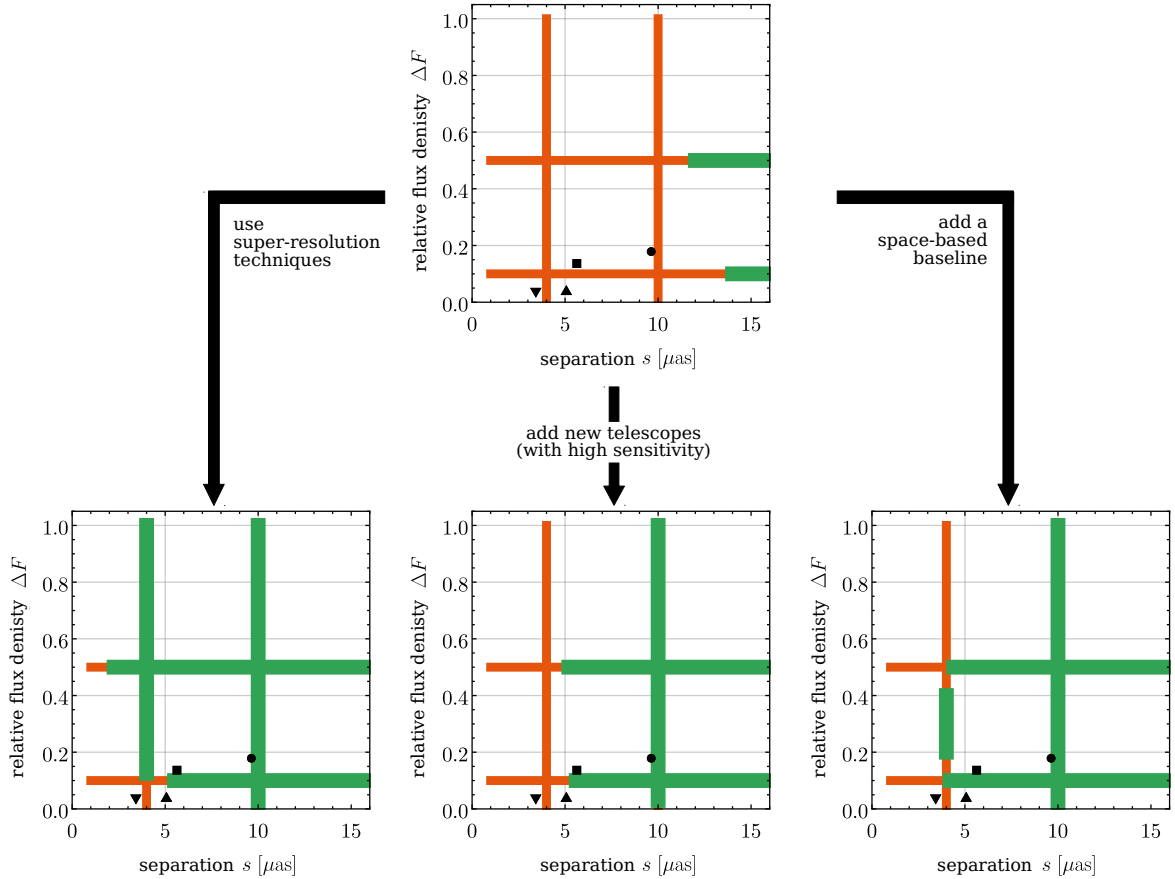 1.0
0.8
0.6
0.4
0.2
0.0
relative flux denisty ΔF
0 5 10 15
separation s [μas]
use
super-resolution
techniques
add a
space-based
baseline
add new telescopes
(with high sensitivity)
1.0
0.8
0.6
0.4
0.2
0.0
relative flux denisty ΔF
0 5 10 15
separation s [μas]
1.0
0.8
0.6
0.4
0.2
0.0
relative flux denisty ΔF
0 5 10 15
separation s [μas]
1.0
0.8
0.6
0.4
0.2
0.0
relative flux denisty ΔF
0 5 10 15
separation s [μas]